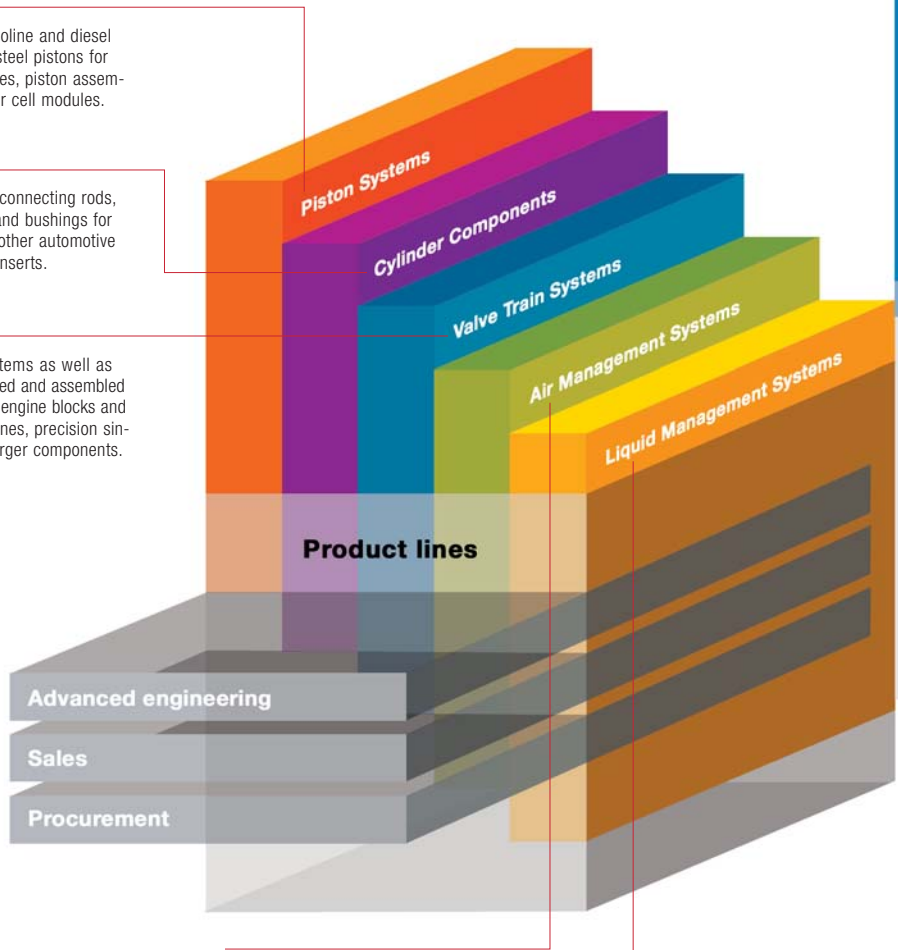 oline and diesel
steel pistons for
es, piston assem-
r cell modules.
connecting rods,
and bushings for
other automotive
nserts.
tems as well as
ed and assembled
engine blocks and
nes, precision sin-
rger components.
Piston Systems
Cylinder Components
Valve Train Systems
Air Management Systems
Liquid Management Systems
Product lines
Advanced engineering
Sales
Procurement